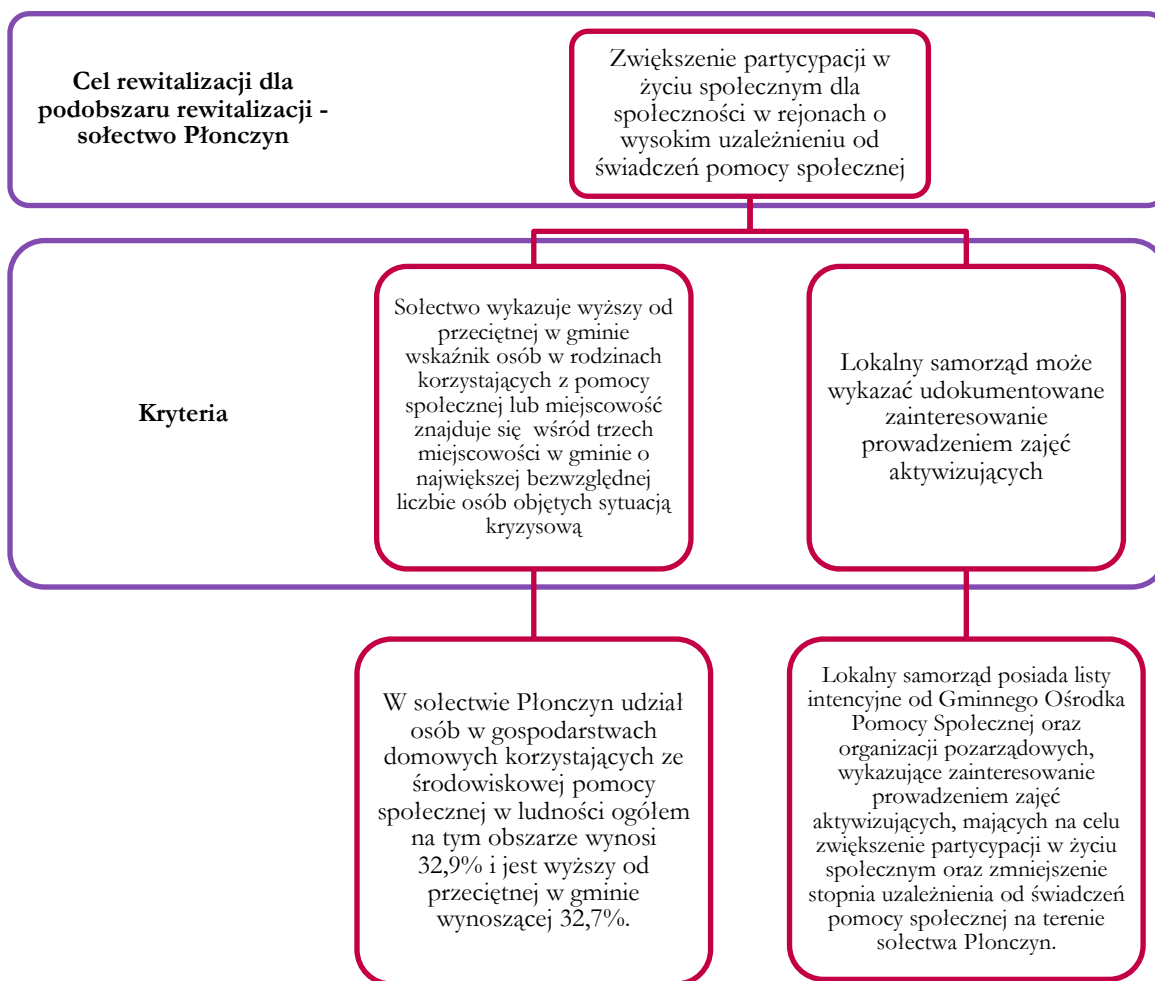 Cel rewitalizacji dla
podobszaru rewitalizacji -
sołectwo Płonczyn
Zwiększenie partycypacji w
życiu społecznym dla
społeczności w rejonach o
wysokim uzależnieniu od
świadczeń pomocy społecznej
Kryteria
Sołectwo wykazuje wyższy od
przeciętnej w gminie
wskaźnik osób w rodzinach
korzystających z pomocy
społecznej lub miejscowość
znajduje się wśród trzech
miejscowości w gminie o
największej bezwzględnej
liczbie osób objętych sytuacją
kryzysową
Lokalny samorząd może
wykazać udokumentowane
zainteresowanie
prowadzeniem zajęć
aktywizujących
W sołectwie Płonczyn udział
osób w gospodarstwach
domowych korzystających ze
środowiskowej pomocy
społecznej w ludności ogółem
na tym obszarze wynosi
32,9% i jest wyższy od
przeciętnej w gminie
wynoszącej 32,7%.
Lokalny samorząd posiada listy
intencyjne od Gminnego Ośrodka
Pomocy Społecznej oraz
organizacji pozarządowych,
wykazujące zainteresowanie
prowadzeniem zajęć
aktywizujących, mających na celu
zwiększenie partycypacji w życiu
społecznym oraz zmniejszenie
stopnia uzależnienia od świadczeń
pomocy społecznej na terenie
sołectwa Płonczyn.